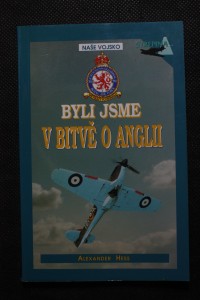 NAŠE VOJSKO
BYLI JSME
V BITVĚ O ANGLII
ALEXANDER HESS